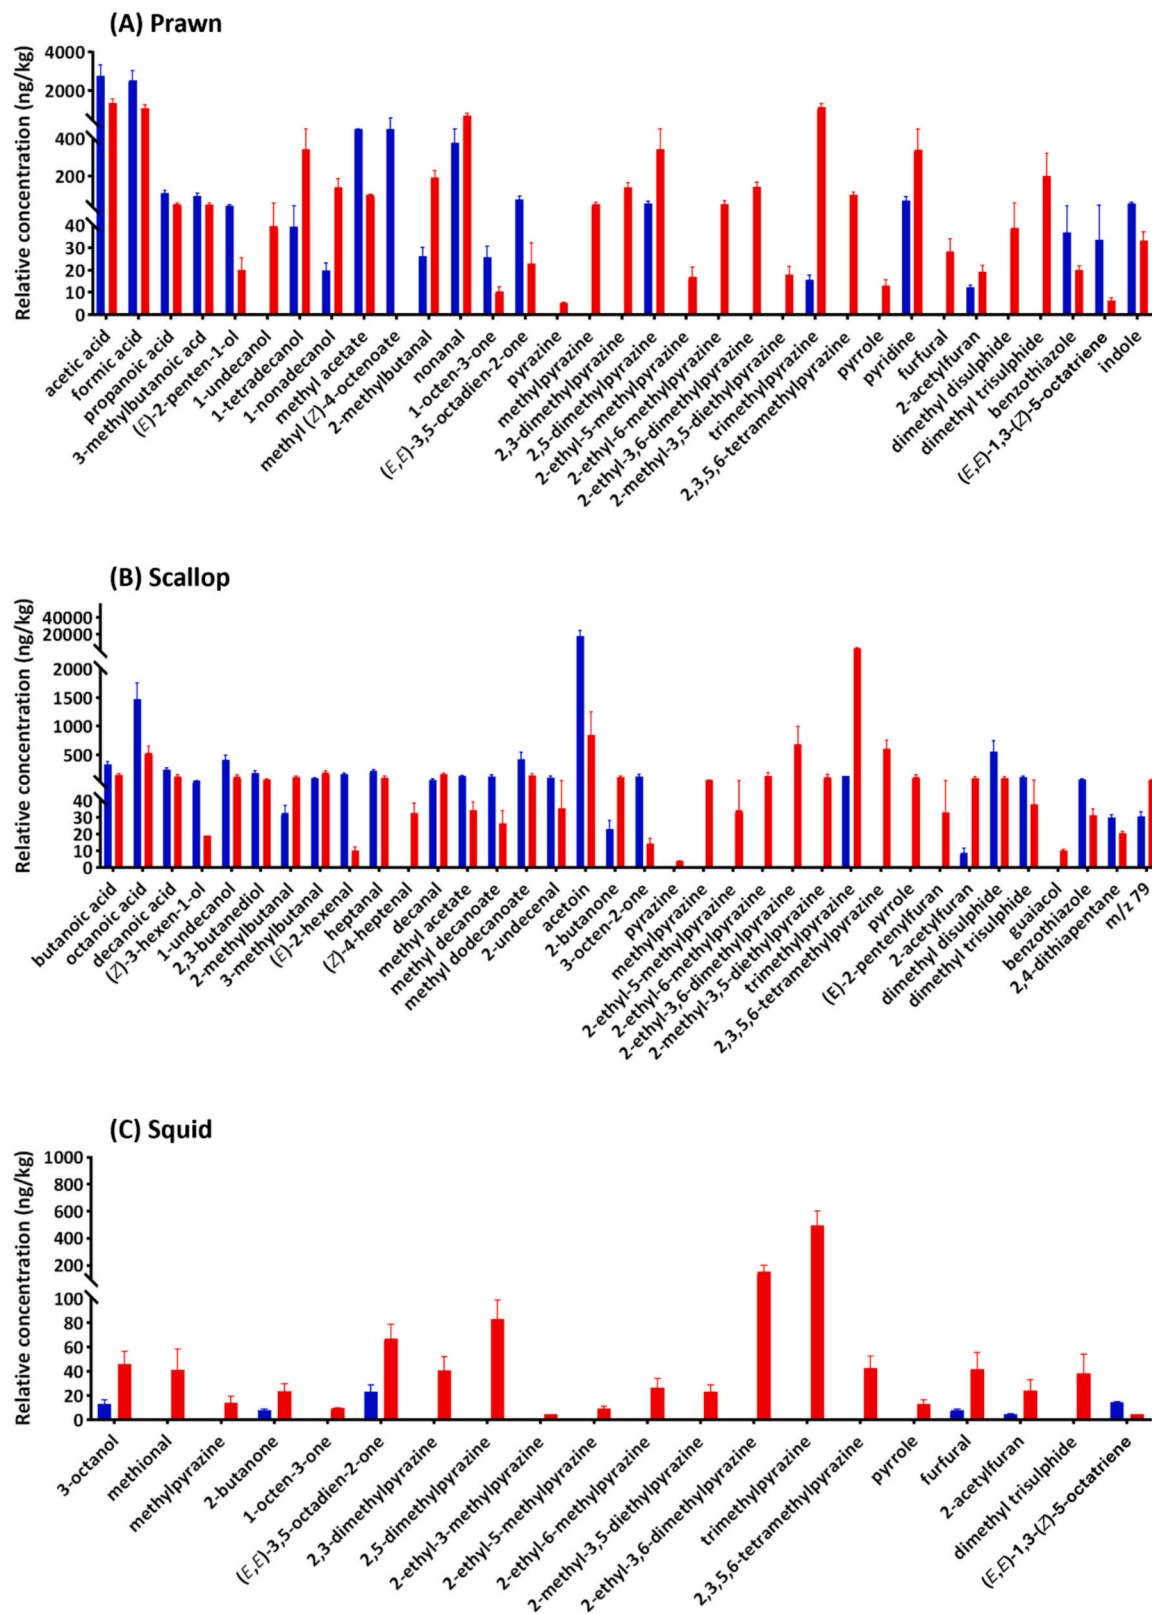 (A) Prawn
Relative concentration (ng/kg)
4000
2000
400
200
40
30
20
10
0
acetic acid
formic acid
propanoic acid
3-methylbutanoic acd
(E)-2-penten-1-ol
1-undecanol
1-tetradecanol
1-nonadecanol
methyl acetate
methyl (Z)-4-octenoate
2-methylbutanal
nonanal
1-octen-3-one
(E,E)-3,5-octadien-2-one
pyrazine
methylpyrazine
2,3-dimethylpyrazine
2,5-dimethylpyrazine
2-ethyl-5-methylpyrazine
2-ethyl-6-methylpyrazine
2-ethyl-3,6-dimethylpyrazine
2-methyl-3,5-diethylpyrazine
trimethylpyrazine
2,3,5,6-tetramethylpyrazine
pyrrole
pyridine
furfural
2-acetylfuran
dimethyl disulphide
dimethyl trisulphide
benzothiazole
(E,E)-1,3-(Z)-5-octatriene
indole
(B) Scallop
Relative concentration (ng/kg)
40000
20000
2000
1500
1000
500
40
30
20
10
0
butanoic acid
octanoic acid
decanoic acid
(Z)-3-hexen-1-ol
1-undecanol
2,3-butanediol
2-methylbutanal
3-methylbutanal
(E)-2-hexenal
heptanal
(Z)-4-heptenal
decanal
methyl acetate
methyl decanoate
methyl dodecanoate
2-undecenal
acetoin
2-butanone
3-octen-2-one
pyrazine
methylpyrazine
2-ethyl-5-methylpyrazine
2-ethyl-6-methylpyrazine
2-ethyl-3,6-dimethylpyrazine
2-methyl-3,5-diethylpyrazine
trimethylpyrazine
2,3,5,6-tetramethylpyrazine
pyrrole
(E)-2-pentenylfuran
2-acetylfuran
dimethyl disulphide
dimethyl trisulphide
guaiacol
benzothiazole
2,4-dithiapentane
m/z 79
(C) Squid
Relative concentration (ng/kg)
1000
800
600
400
200
100
80
60
40
20
0
3-octanol
methional
methylpyrazine
2-butanone
1-octen-3-one
(E,E)-3,5-octadien-2-one
2,3-dimethylpyrazine
2,5-dimethylpyrazine
2-ethyl-3-methylpyrazine
2-ethyl-5-methylpyrazine
2-ethyl-6-methylpyrazine
2-methyl-3,5-diethylpyrazine
2-ethyl-3,6-dimethylpyrazine
trimethylpyrazine
2,3,5,6-tetramethylpyrazine
pyrrole
furfural
2-acetylfuran
dimethyl trisulphide
(E,E)-1,3-(Z)-5-octatriene